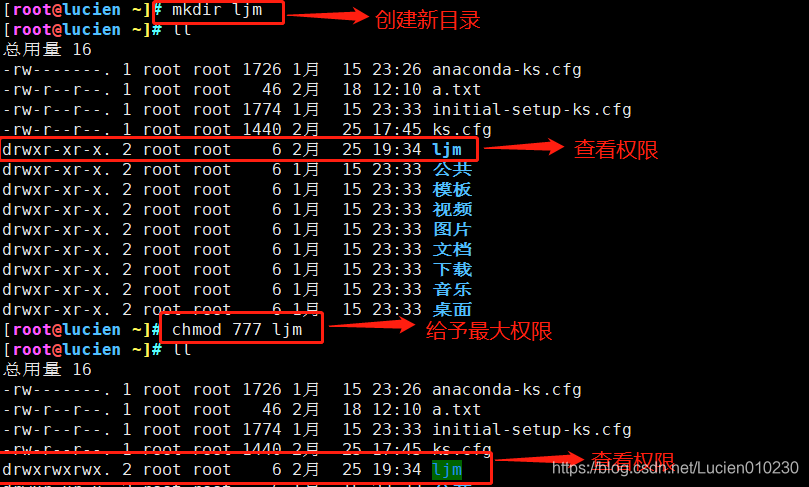 [root@lucien ~]# mkdir ljm 创建新目录
[root@lucien ~]# ll
总用量 16
-rw-------. 1 root root 1726 1月 15 23:26 anaconda-ks.cfg
-rw-r--r--. 1 root root 46 2月 18 12:10 a.txt
-rw-r--r--. 1 root root 1774 1月 15 23:33 initial-setup-ks.cfg
-rw-r--r--. 1 root root 1440 2月 25 17:45 ks.cfg
drwxr-xr-x. 2 root root 6 2月 25 19:34 ljm 查看权限
drwxr-xr-x. 2 root root 6 1月 15 23:33 公共
drwxr-xr-x. 2 root root 6 1月 15 23:33 模板
drwxr-xr-x. 2 root root 6 1月 15 23:33 视频
drwxr-xr-x. 2 root root 6 1月 15 23:33 图片
drwxr-xr-x. 2 root root 6 1月 15 23:33 文档
drwxr-xr-x. 2 root root 6 1月 15 23:33 下载
drwxr-xr-x. 2 root root 6 1月 15 23:33 音乐
drwxr-xr-x. 2 root root 6 1月 15 23:33 桌面
[root@lucien ~]# chmod 777 ljm 给予最大权限
[root@lucien ~]# ll
总用量 16
-rw-------. 1 root root 1726 1月 15 23:26 anaconda-ks.cfg
-rw-r--r--. 1 root root 46 2月 18 12:10 a.txt
-rw-r--r--. 1 root root 1774 1月 15 23:33 initial-setup-ks.cfg
-rw-r--r--. 1 root root 1440 2月 25 17:45 ks.cfg
drwxrwxrwx. 2 root root 6 2月 25 19:34 ljm 查看权限
https://blog.csdn.net/Lucien010230